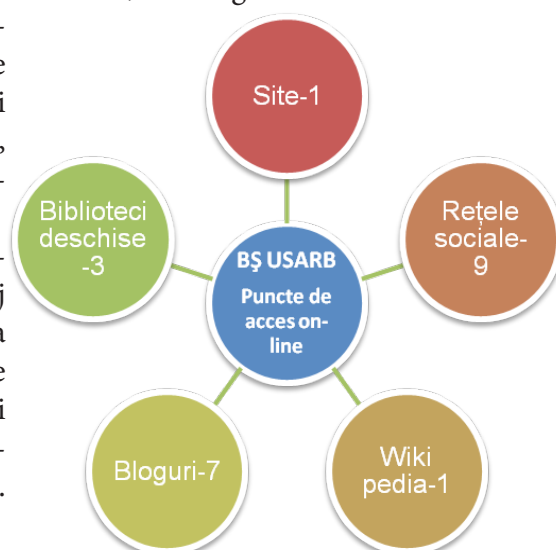 Site-1
Biblioteci
deschise
-3
Rețele
sociale-
9
BŞ USARB
Puncte de
acces on-
line
Bloguri-7
Wiki
pedia-1